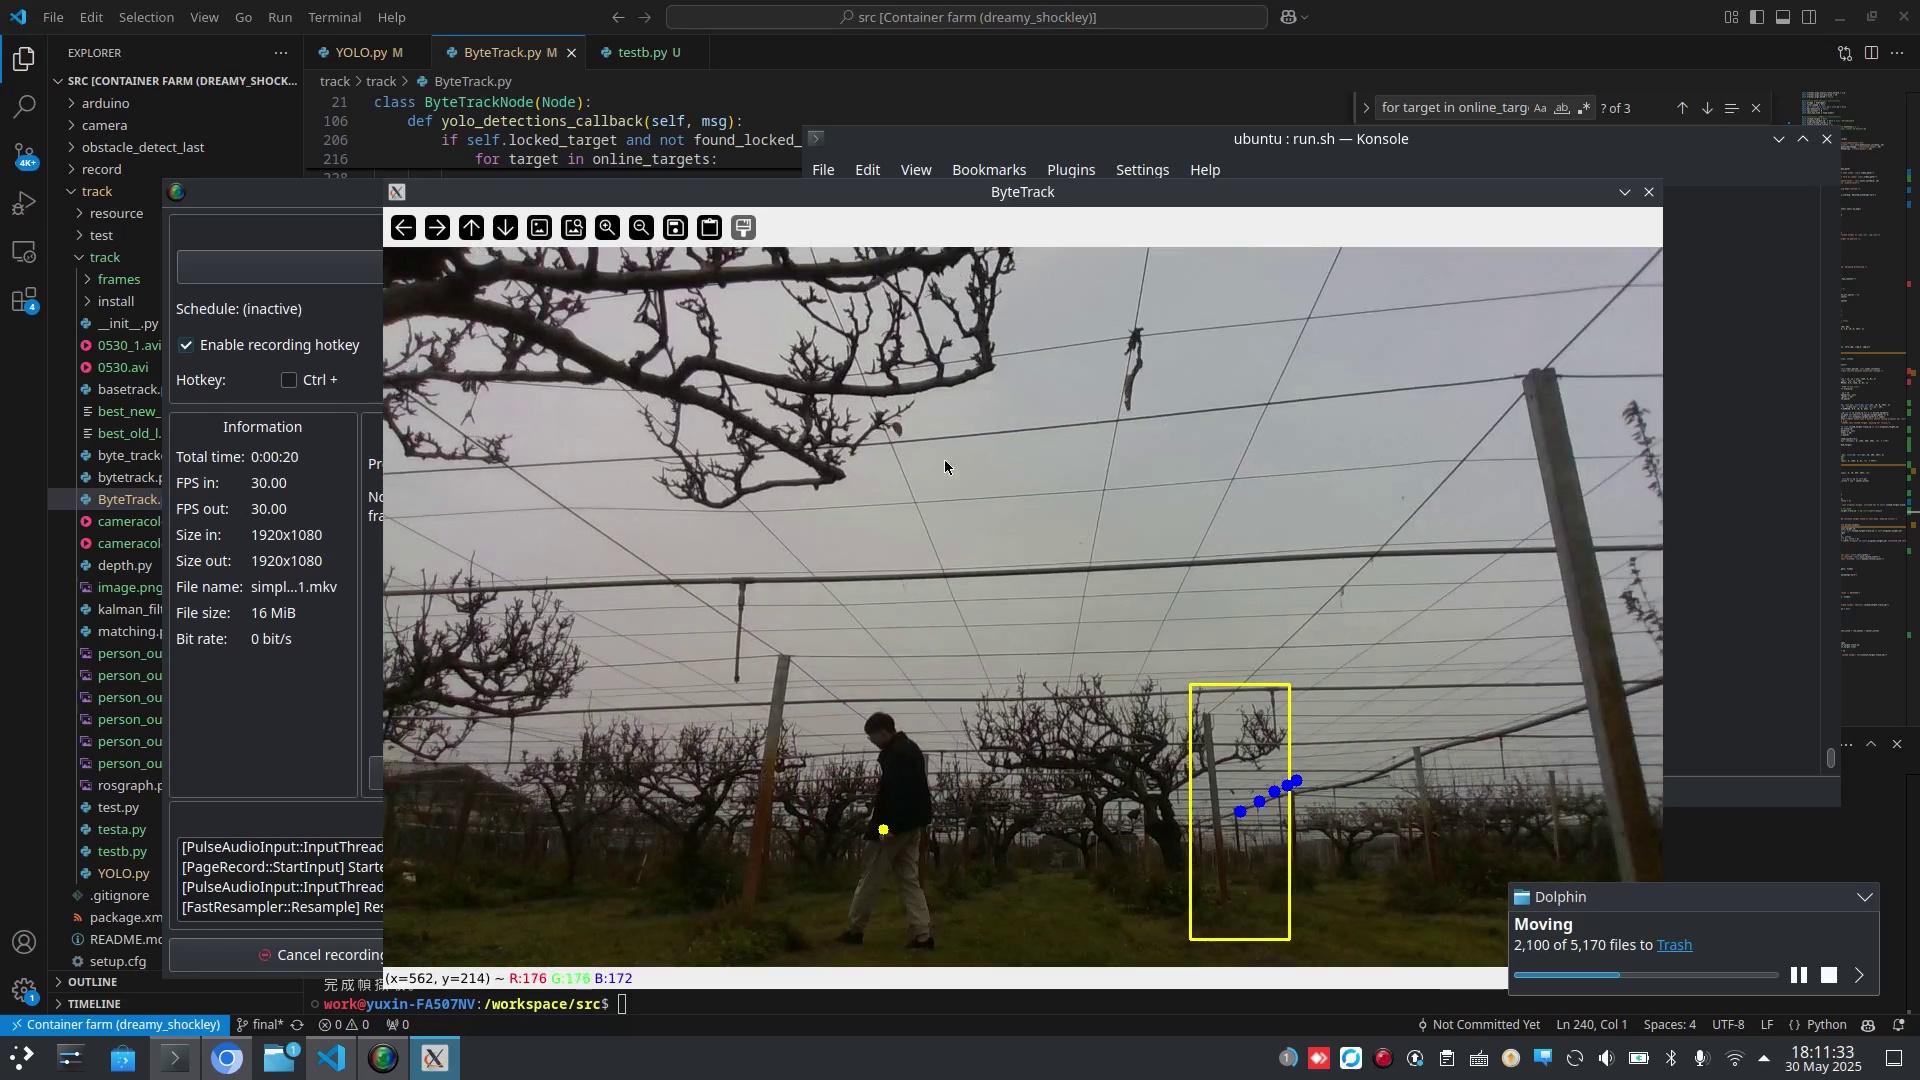 File Edit Selection View Go Run Terminal Help
src [Container farm (dreamy_shockley)]
EXPLORER
YOLO.py M
ByteTrack.py M
testb.py U
SRC [CONTAINER FARM (DREAMY_SHOCK...
track > track > ByteTrack.py
arduino
camera
obstacle_detect_last
record
track
resource
test
track
frames
install
__init__.py
0530_1.avi
0530.avi
basetrack.
best_new_
best_old_l.
byte_track
bytetrack.p
ByteTrack.
cameracol
cameracol
depth.py
image.png
kalman_filt
matching.p
person_ou
person_ou
person_ou
person_ou
person_ou
person_ou
rosgraph.p
test.py
testa.py
testb.py
YOLO.py
.gitignore
package.xm
README.md
setup.cfg
OUTLINE
TIMELINE
21 class ByteTrackNode(Node):
106 def yolo_detections_callback(self, msg):
206 if self.locked_target and not found_locked_
216 for target in online_targets:
for target in online_targ
Aa ab .*
? of 3
ubuntu : run.sh — Konsole
File Edit View Bookmarks Plugins Settings Help
ByteTrack
Schedule: (inactive)
Enable recording hotkey
Hotkey: Ctrl +
Information
Total time: 0:00:20
FPS in: 30.00
FPS out: 30.00
Size in: 1920x1080
Size out: 1920x1080
File name: simpl...1.mkv
File size: 16 MiB
Bit rate: 0 bit/s
Pr
No
fra
[PulseAudioInput::InputThread
[PageRecord::StartInput] Starte
[PulseAudioInput::InputThread
[FastResampler::Resample] Res
Cancel recording
(x=562, y=214) ~ R:176 G:176 B:172
work@yuxin-FA507NV:/workspace/src$
Dolphin
Moving
2,100 of 5,170 files to Trash
4K+
4
1
Container farm (dreamy_shockley)
final*
0 0
0
Not Committed Yet
Ln 240, Col 1
Spaces: 4
UTF-8
LF
Python
1
1
18:11:33
30 May 2025